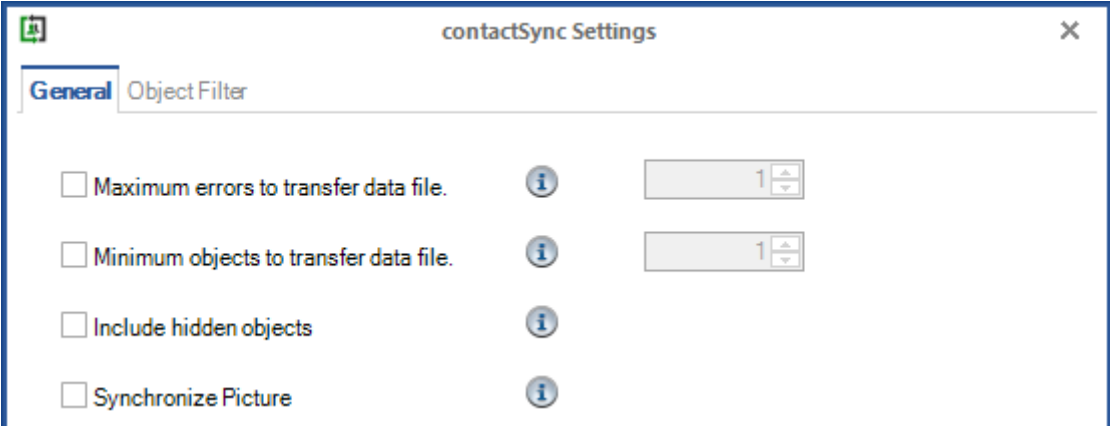 contactSync Settings
General Object Filter
Maximum errors to transfer data file. 1
Minimum objects to transfer data file. 1
Include hidden objects
Synchronize Picture